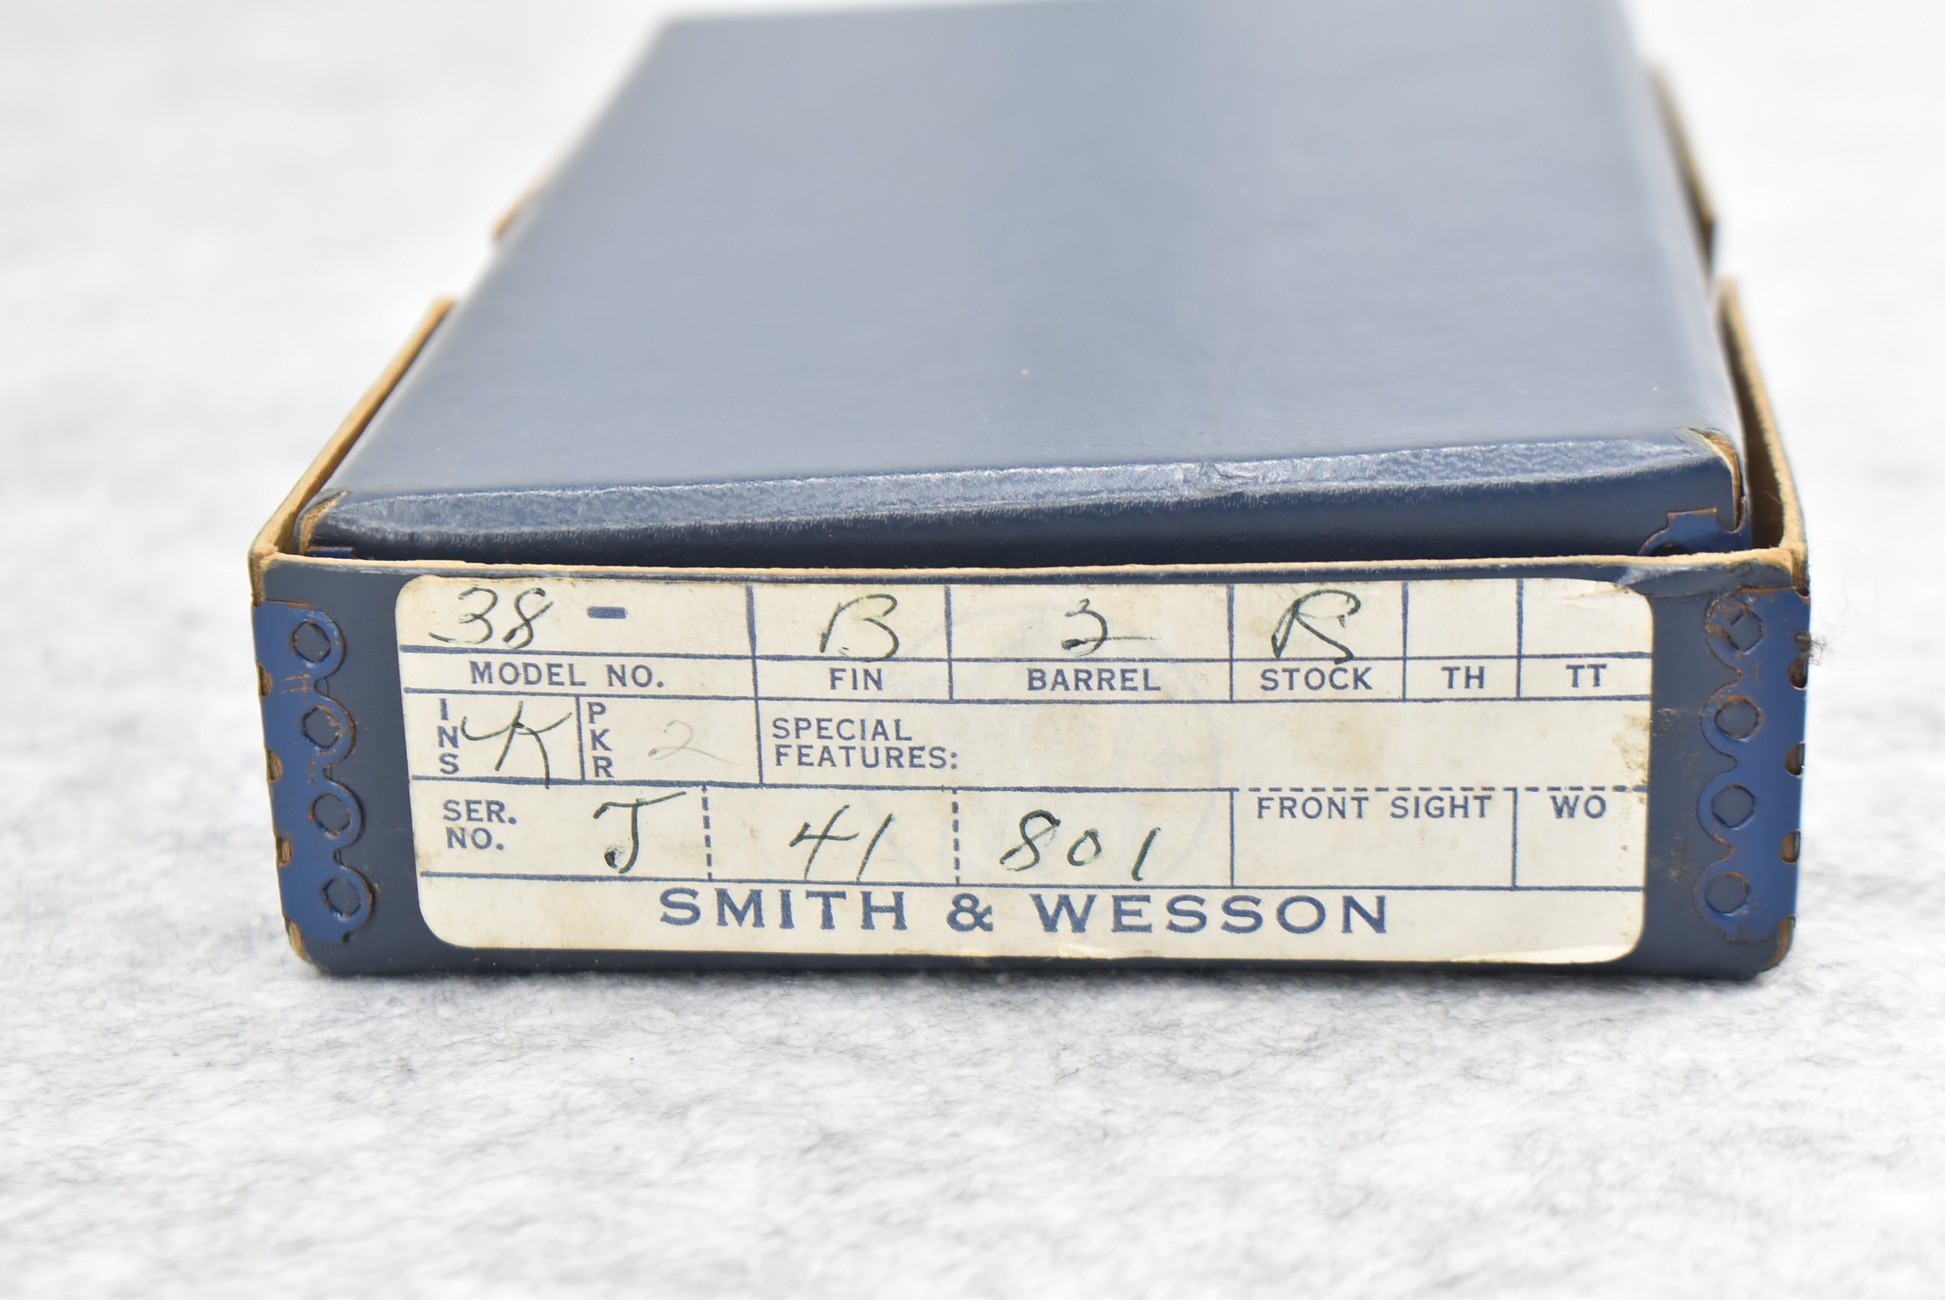 38 - B 2 R
MODEL NO. FIN BARREL STOCK TH TT
INS K PKR 2 SPECIAL
FEATURES:
SER. NO. J 41 801 FRONT SIGHT WO
SMITH & WESSON